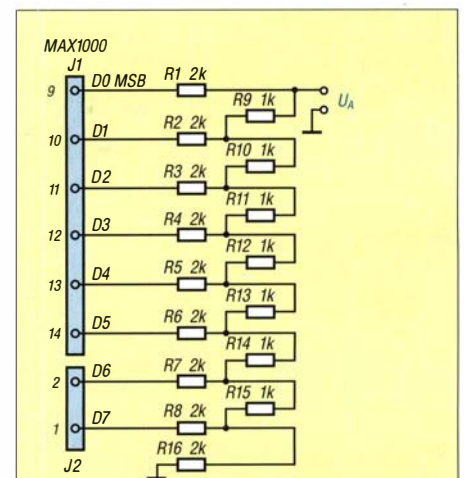 MAX1000
J1
9 D0 MSB R1 2k
R9 1k
U_A
10 D1 R2 2k
R10 1k
11 D2 R3 2k
R11 1k
12 D3 R4 2k
R12 1k
13 D4 R5 2k
R13 1k
14 D5 R6 2k
R14 1k
2 D6 R7 2k
R15 1k
1 D7 R8 2k
R16 2k
J2